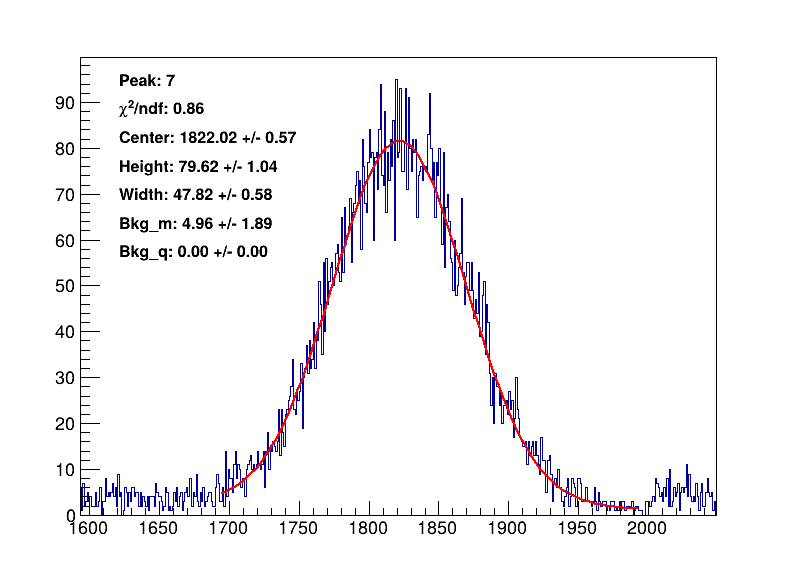 Peak: 7
χ²/ndf: 0.86
Center: 1822.02 +/- 0.57
Height: 79.62 +/- 1.04
Width: 47.82 +/- 0.58
Bkg_m: 4.96 +/- 1.89
Bkg_q: 0.00 +/- 0.00
90
80
70
60
50
40
30
20
10
0
1600 1650 1700 1750 1800 1850 1900 1950 2000